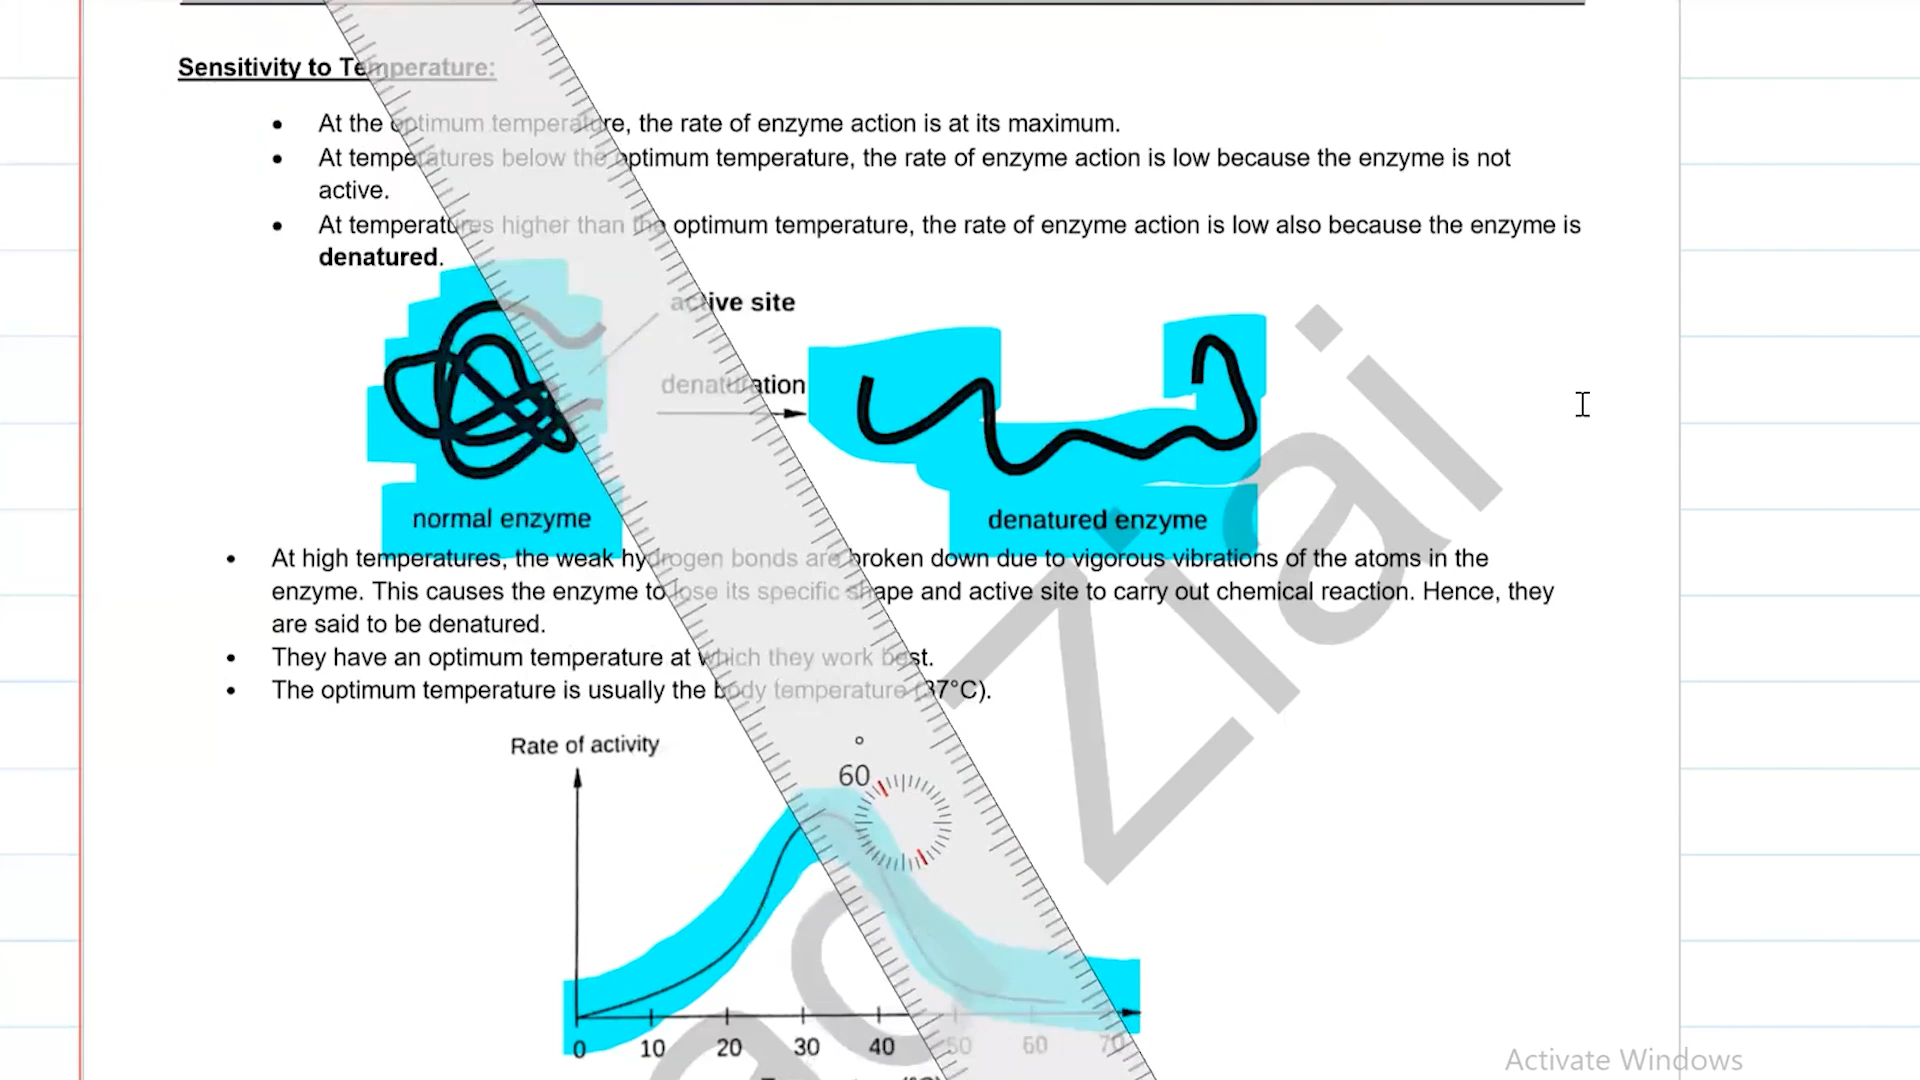 Sensitivity to Temperature:
At the optimum temperature, the rate of enzyme action is at its maximum.
At temperatures below the optimum temperature, the rate of enzyme action is low because the enzyme is not
active.
At temperatures higher than the optimum temperature, the rate of enzyme action is low also because the enzyme is
denatured.
active site
denaturation
normal enzyme
denatured enzyme
At high temperatures, the weak hydrogen bonds are broken down due to vigorous vibrations of the atoms in the
enzyme. This causes the enzyme to lose its specific shape and active site to carry out chemical reaction. Hence, they
are said to be denatured.
They have an optimum temperature at which they work best.
The optimum temperature is usually the body temperature (37°C).
Rate of activity
60°
0 10 20 30 40 50 60 70
Ziai
Activate Windows